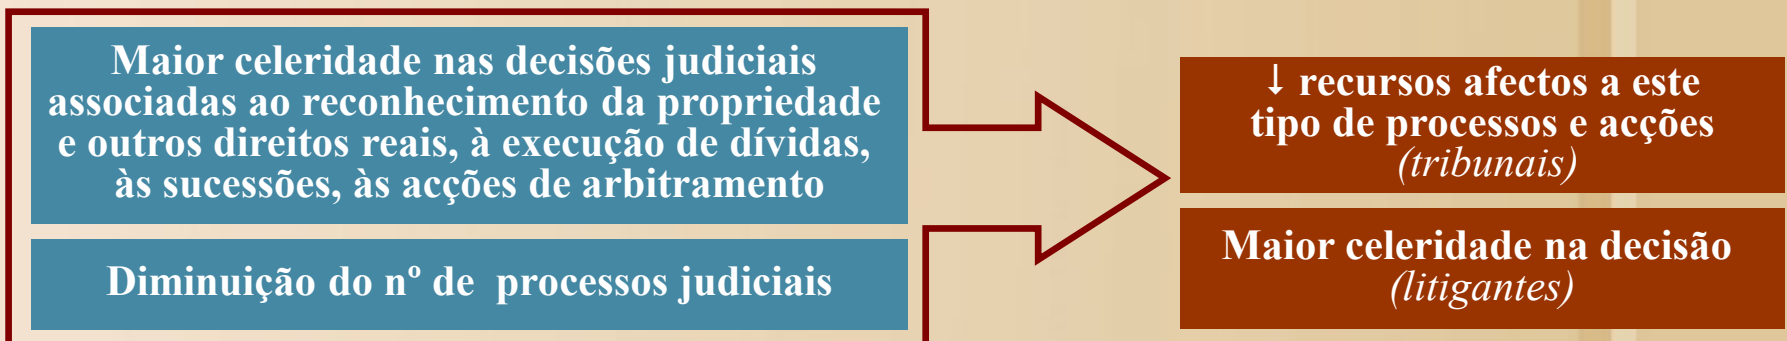 Maior celeridade nas decisões judiciais
associadas ao reconhecimento da propriedade
e outros direitos reais, à execução de dívidas,
às sucessões, às acções de arbitramento
Diminuição do nº de processos judiciais
↓ recursos afectos a este
tipo de processos e acções
(tribunais)
Maior celeridade na decisão
(litigantes)